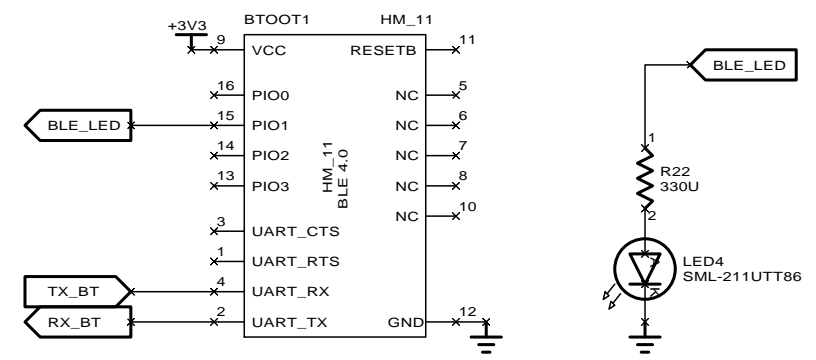 BTOOT1 HM_11
+3V3
9 VCC RESETB 11
BLE_LED
16 PIO0 NC 5
BLE_LED 15 PIO1 NC 6
14 PIO2 NC 7
13 PIO3 NC 8
HM_11
BLE 4.0
NC 10
3 UART_CTS
1 UART_RTS
TX_BT 4 UART_RX
RX_BT 2 UART_TX GND 12
1
R22
330U
2
A
LED4
SML-211UTT86
K